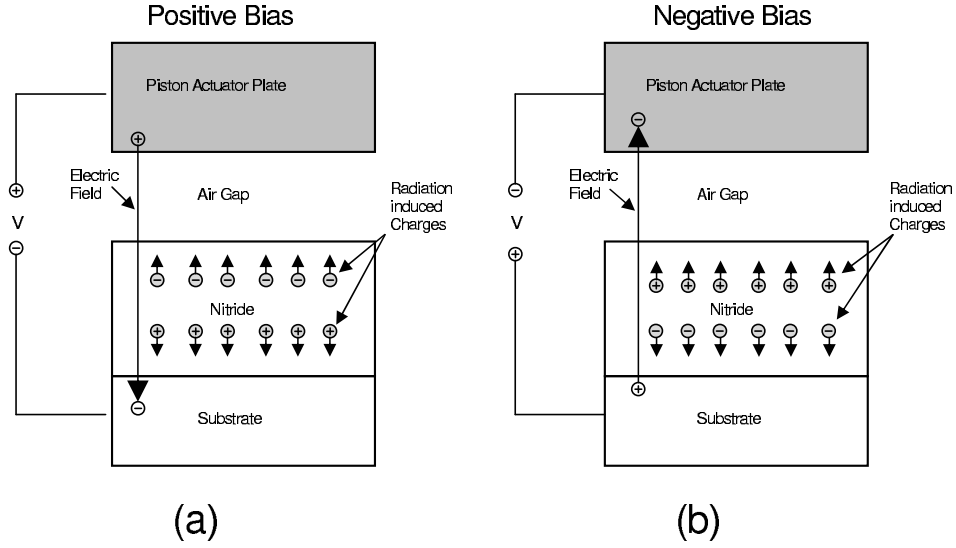 Positive Bias
Piston Actuator Plate
+
Electric
Field
Air Gap
Radiation
induced
Charges
+
V
−
− − − − − −
Nitride
+ + + + + +
−
Substrate
(a)
Negative Bias
Piston Actuator Plate
−
Electric
Field
Air Gap
Radiation
induced
Charges
−
V
+
+ + + + + +
Nitride
− − − − − −
+
Substrate
(b)